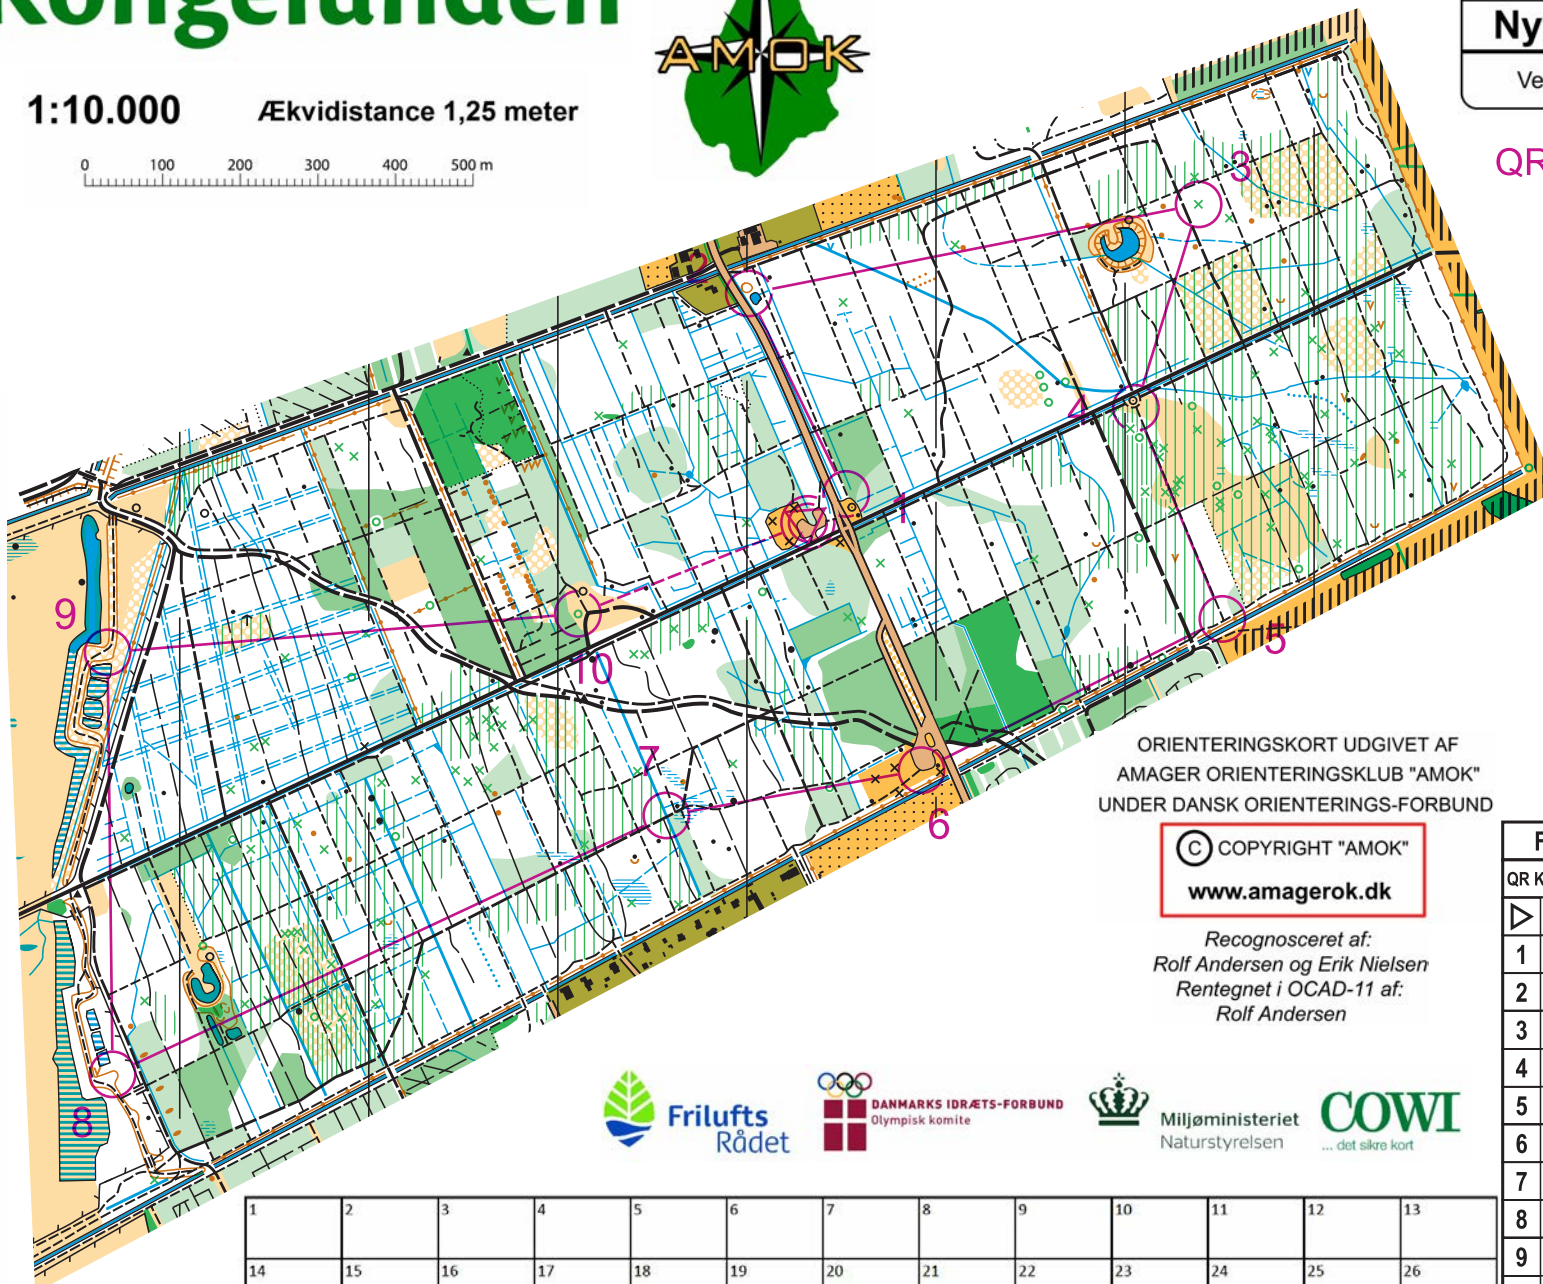 Kongelunden
AMOK
Ny
Ve
1:10.000
Ækvidistance 1,25 meter
0 100 200 300 400 500 m
QR
3
2
4
1
9
10
5
7
6
8
ORIENTERINGSKORT UDGIVET AF
AMAGER ORIENTERINGSKLUB "AMOK"
UNDER DANSK ORIENTERINGS-FORBUND
© COPYRIGHT "AMOK"
www.amagerok.dk
Recognosceret af:
Rolf Andersen og Erik Nielsen
Rentegnet i OCAD-11 af:
Rolf Andersen
F
QR K
1
2
3
4
5
6
7
8
9
Frilufts
Rådet
DANMARKS IDRÆTS-FORBUND
Olympisk komite
Miljøministeriet
Naturstyrelsen
COWI
... det sikre kort
1 2 3 4 5 6 7 8 9 10 11 12 13
14 15 16 17 18 19 20 21 22 23 24 25 26